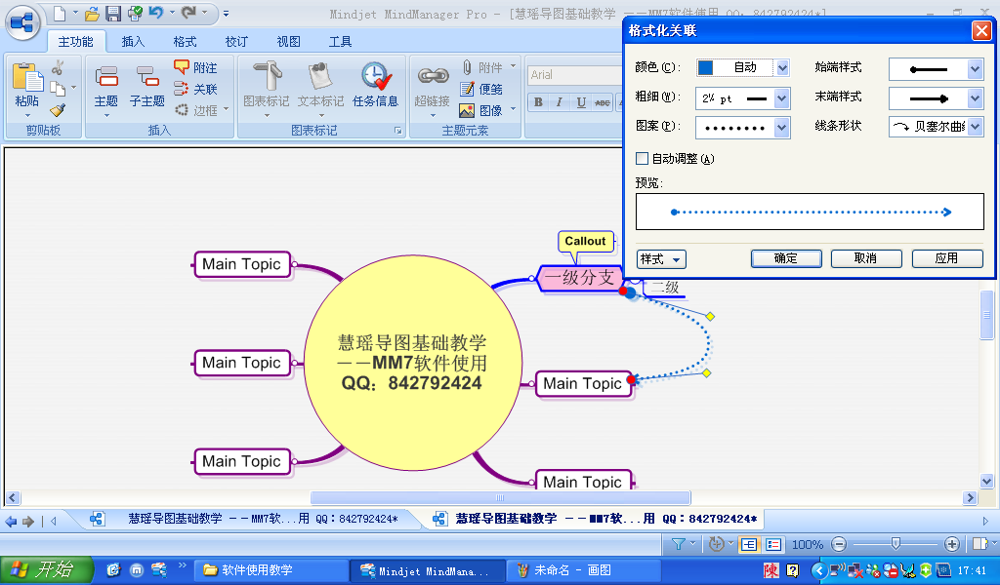 Mindjet MindManager Pro - [慧瑶导图基础教学 －－MM7软件使用 QQ：842792424*]
主功能 插入 格式 校订 视图 工具
粘贴 主题 子主题 附注 关联 边框 图表标记 文本标记 任务信息 超链接 附件 便笺 图像 Arial
B I U ABC
剪贴板 插入 图表标记 主题元素
格式化关联
颜色(C): 自动 始端样式
粗细(W): 2¼ pt 末端样式
图案(P): 线条形状 贝塞尔曲线
自动调整(A)
预览:
样式 确定 取消 应用
Callout
Main Topic
一级分支
二级
慧瑶导图基础教学
－－MM7软件使用
QQ：842792424
Main Topic
Main Topic
Main Topic
Main Topic
慧瑶导图基础教学 －－MM7软...用 QQ：842792424*
慧瑶导图基础教学 －－MM7软...用 QQ：842792424*
100%
开始 软件使用教学 Mindjet MindMana... 未命名 - 画图 陳 17:41